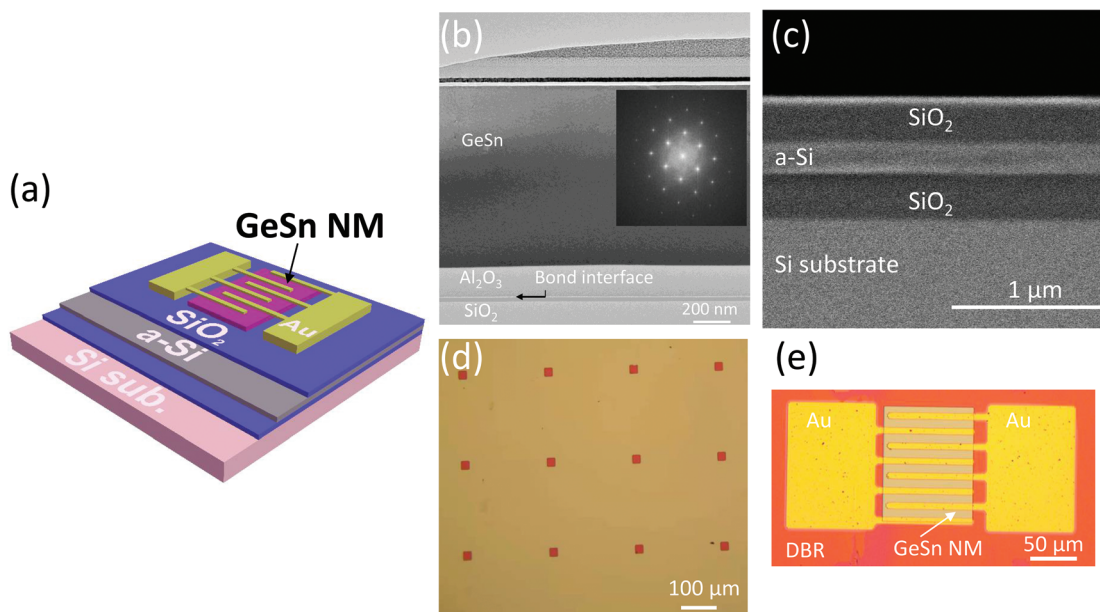 (a)
GeSn NM
Au
SiO₂
a-Si
Si sub.
(b)
GeSn
Al₂O₃
Bond interface
SiO₂
200 nm
(c)
SiO₂
a-Si
SiO₂
Si substrate
1 μm
(d)
100 μm
(e)
Au
Au
GeSn NM
DBR
50 μm